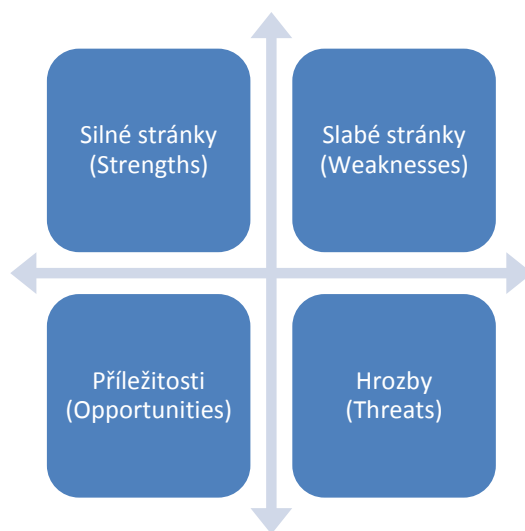 Silné stránky
(Strengths)
Slabé stránky
(Weaknesses)
Příležitosti
(Opportunities)
Hrozby
(Threats)